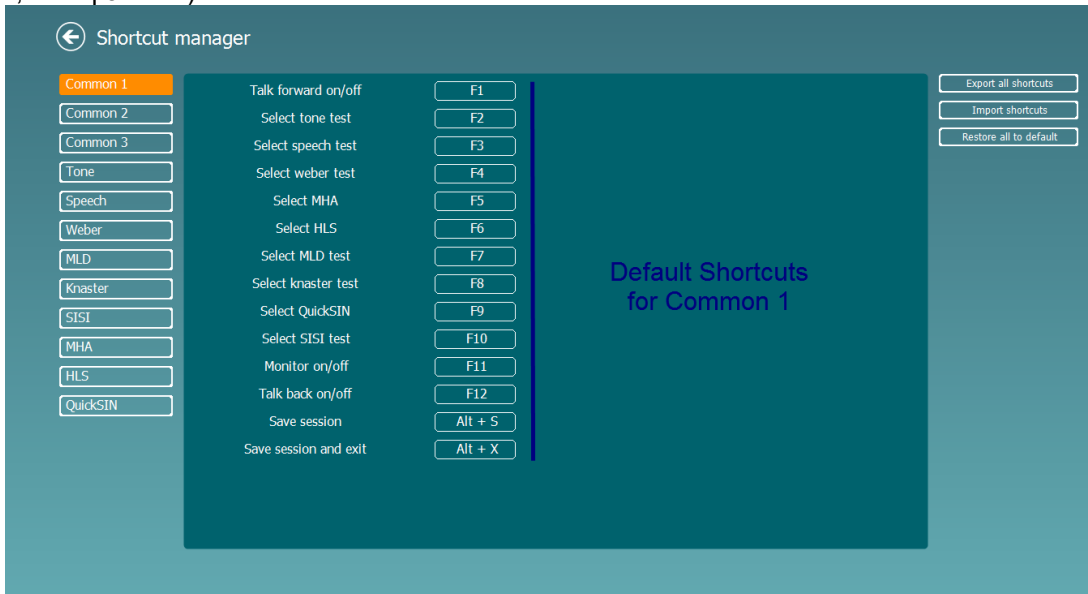 Shortcut manager
Common 1
Common 2
Common 3
Tone
Speech
Weber
MLD
Knaster
SISI
MHA
HLS
QuickSIN
Talk forward on/off F1
Select tone test F2
Select speech test F3
Select weber test F4
Select MHA F5
Select HLS F6
Select MLD test F7
Select knaster test F8
Select QuickSIN F9
Select SISI test F10
Monitor on/off F11
Talk back on/off F12
Save session Alt + S
Save session and exit Alt + X
Default Shortcuts
for Common 1
Export all shortcuts
Import shortcuts
Restore all to default